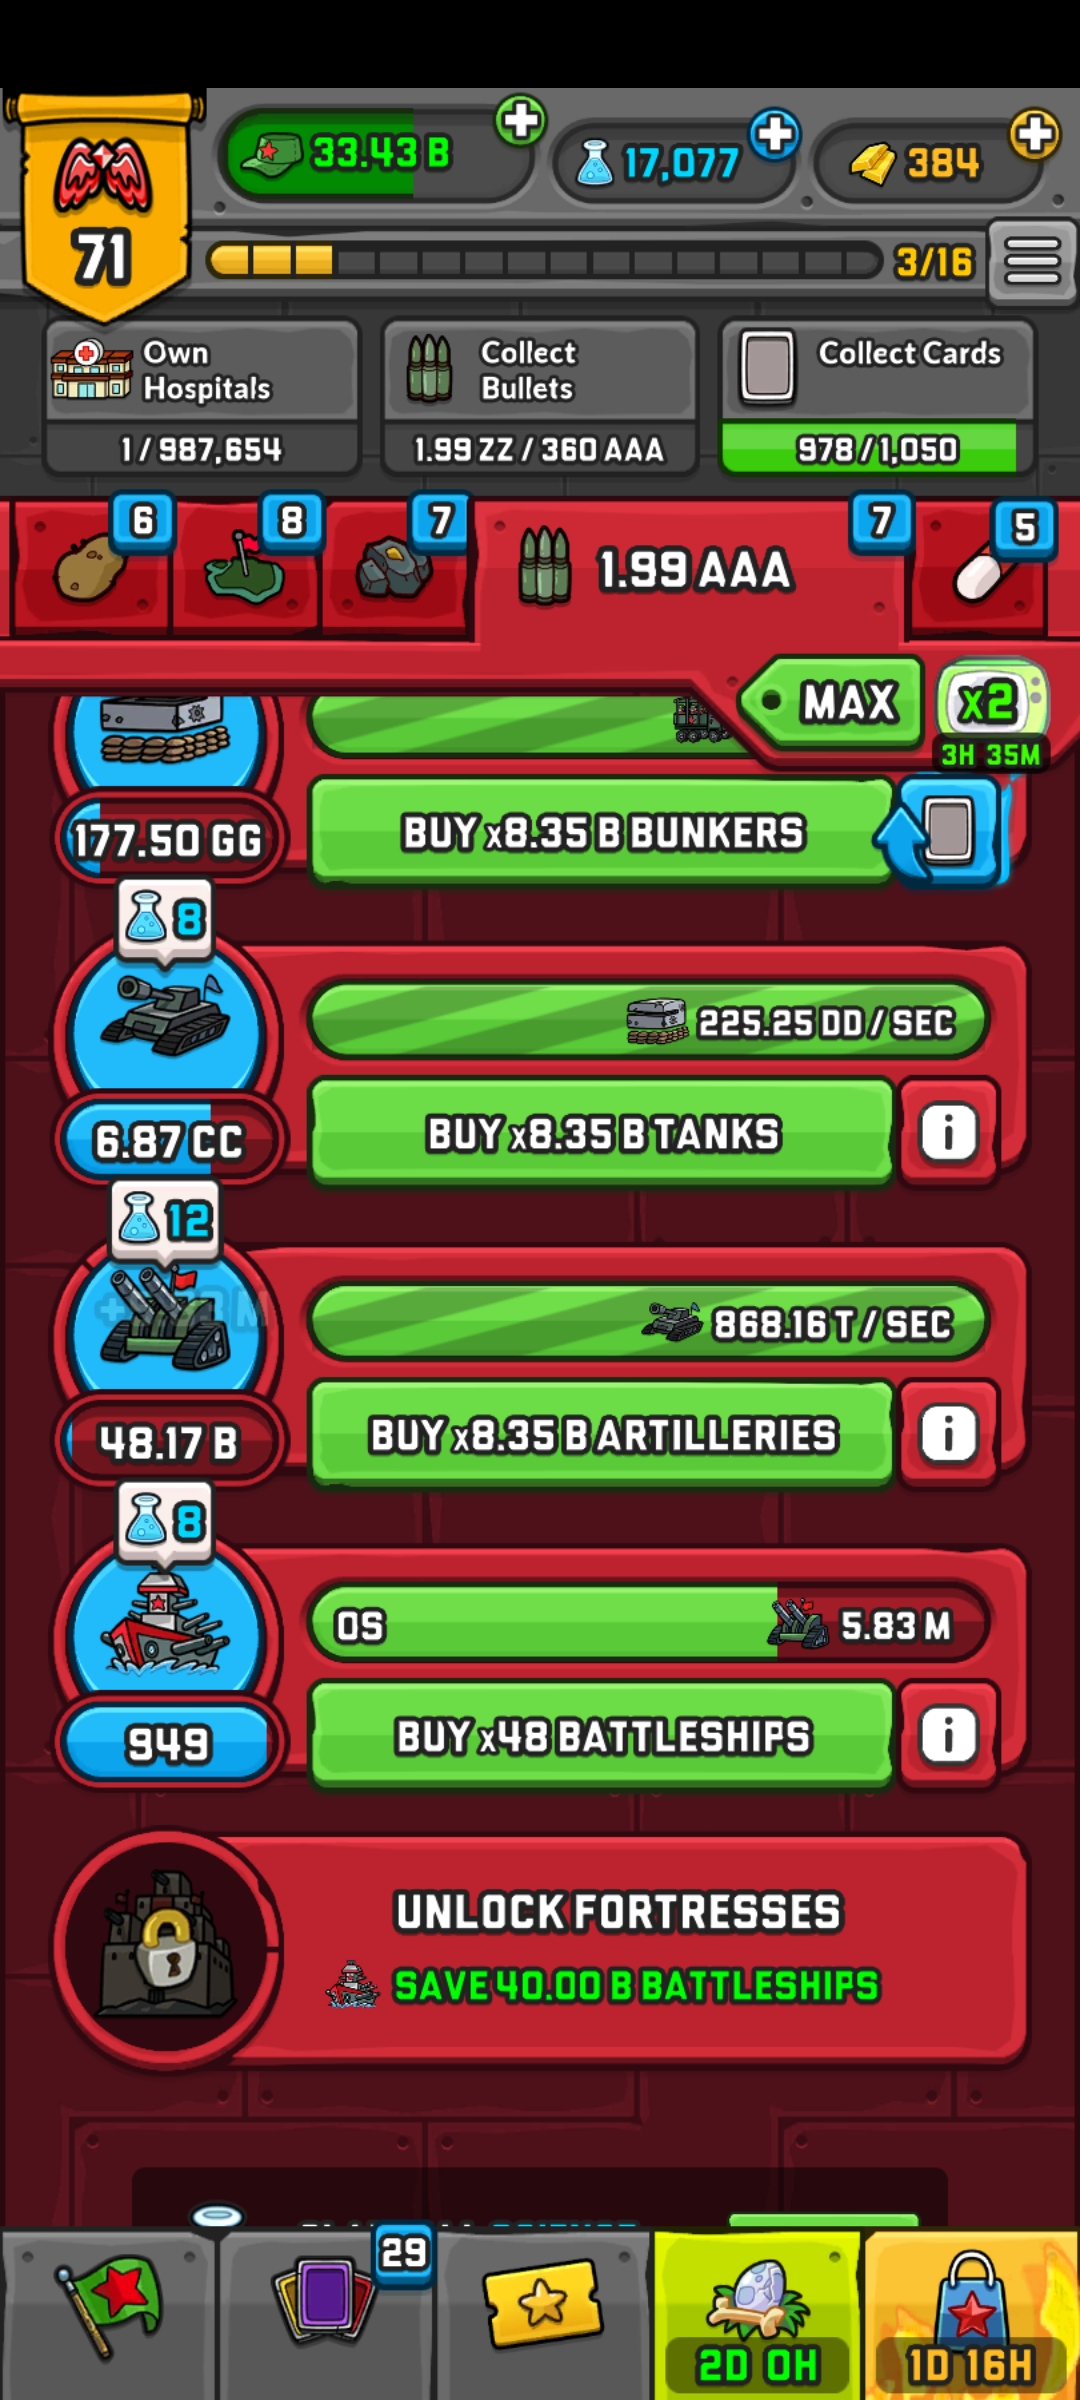 33.43 B
17,077
384
71
3/16
Own
Hospitals
1 / 987,654
Collect
Bullets
1.99 ZZ / 360 AAA
Collect Cards
978 / 1,050
6
8
7
1.99 AAA
7
5
MAX
x2
3H 35M
177.50 GG
BUY x8.35 B BUNKERS
8
225.25 DD / SEC
6.87 CC
BUY x8.35 B TANKS
i
12
868.16 T / SEC
48.17 B
BUY x8.35 B ARTILLERIES
i
8
0S
5.83 M
949
BUY x48 BATTLESHIPS
i
UNLOCK FORTRESSES
SAVE 40.00 B BATTLESHIPS
29
2D 0H
1D 16H